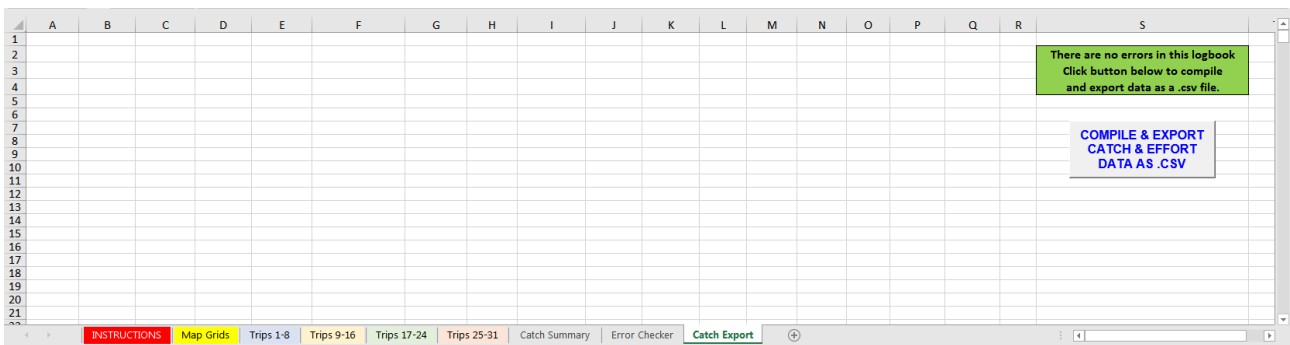 A B C D E F G H I J K L M N O P Q R S
1
2 There are no errors in this logbook
3 Click button below to compile
4 and export data as a .csv file.
5
6
7
8 COMPILE & EXPORT
9 CATCH & EFFORT
10 DATA AS .CSV
11
12
13
14
15
16
17
18
19
20
21
INSTRUCTIONS Map Grids Trips 1-8 Trips 9-16 Trips 17-24 Trips 25-31 Catch Summary Error Checker Catch Export